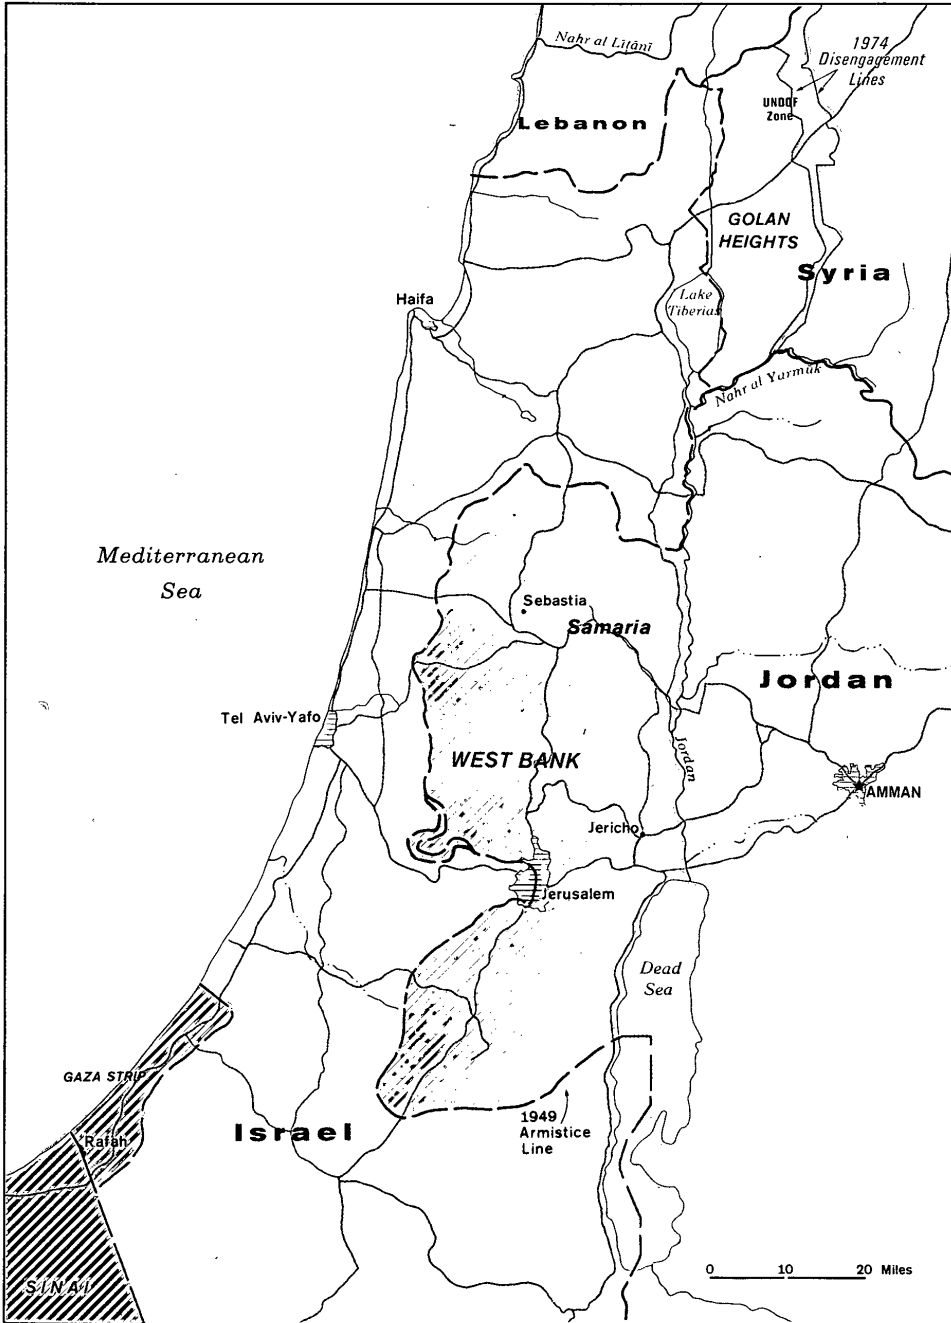 Nahr al Līṭānī
1974
Disengagement
Lines
UNDOF
Zone
Lebanon
GOLAN
HEIGHTS
Syria
Haifa
Lake
Tiberias
Nahr al Yarmūk
Mediterranean
Sea
Sebastia
Samaria
Jordan
Tel Aviv-Yafo
WEST BANK
Jordan
AMMAN
Jericho
Jerusalem
Dead
Sea
GAZA STRIP
1949
Armistice
Line
Israel
Rafah
SINAI
0 10 20 Miles